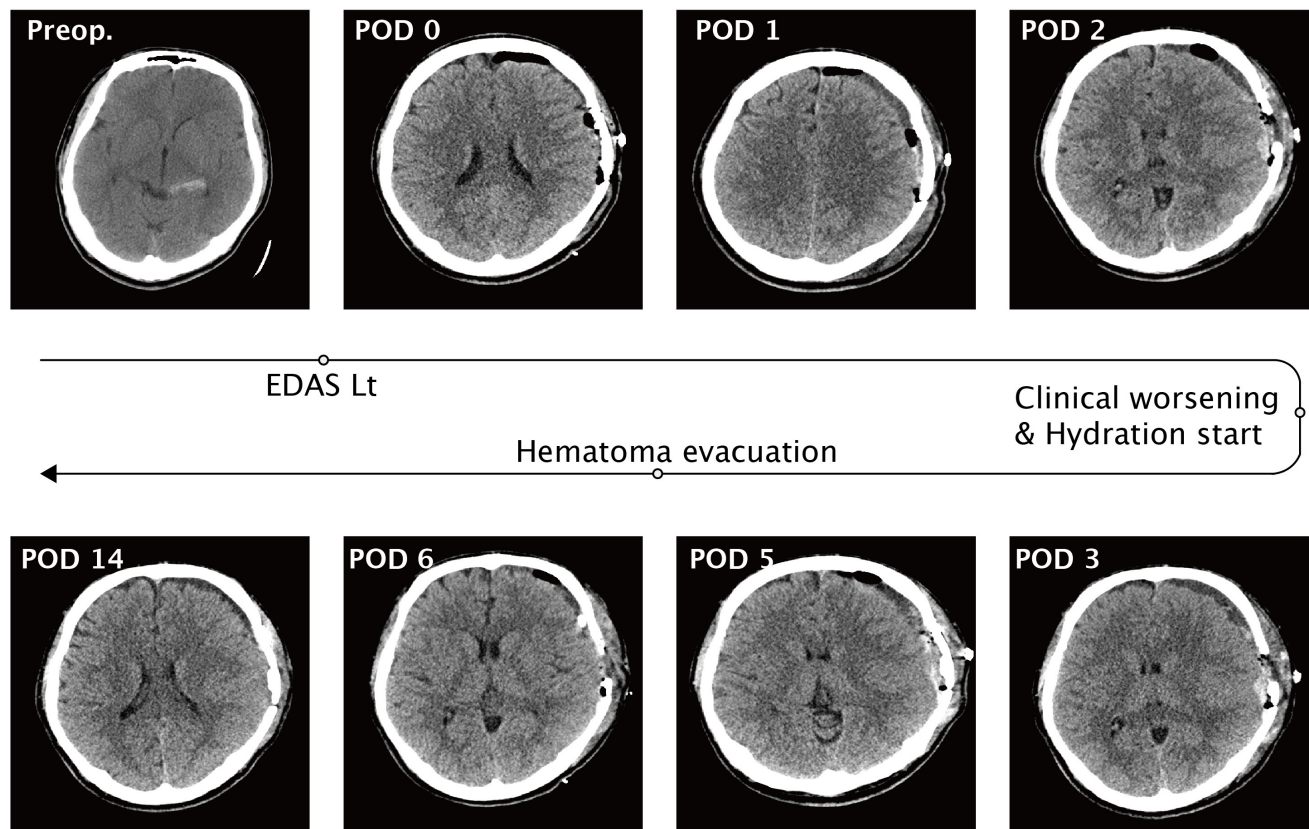 Preop.
POD 0
POD 1
POD 2
EDAS Lt
Clinical worsening
& Hydration start
Hematoma evacuation
POD 14
POD 6
POD 5
POD 3